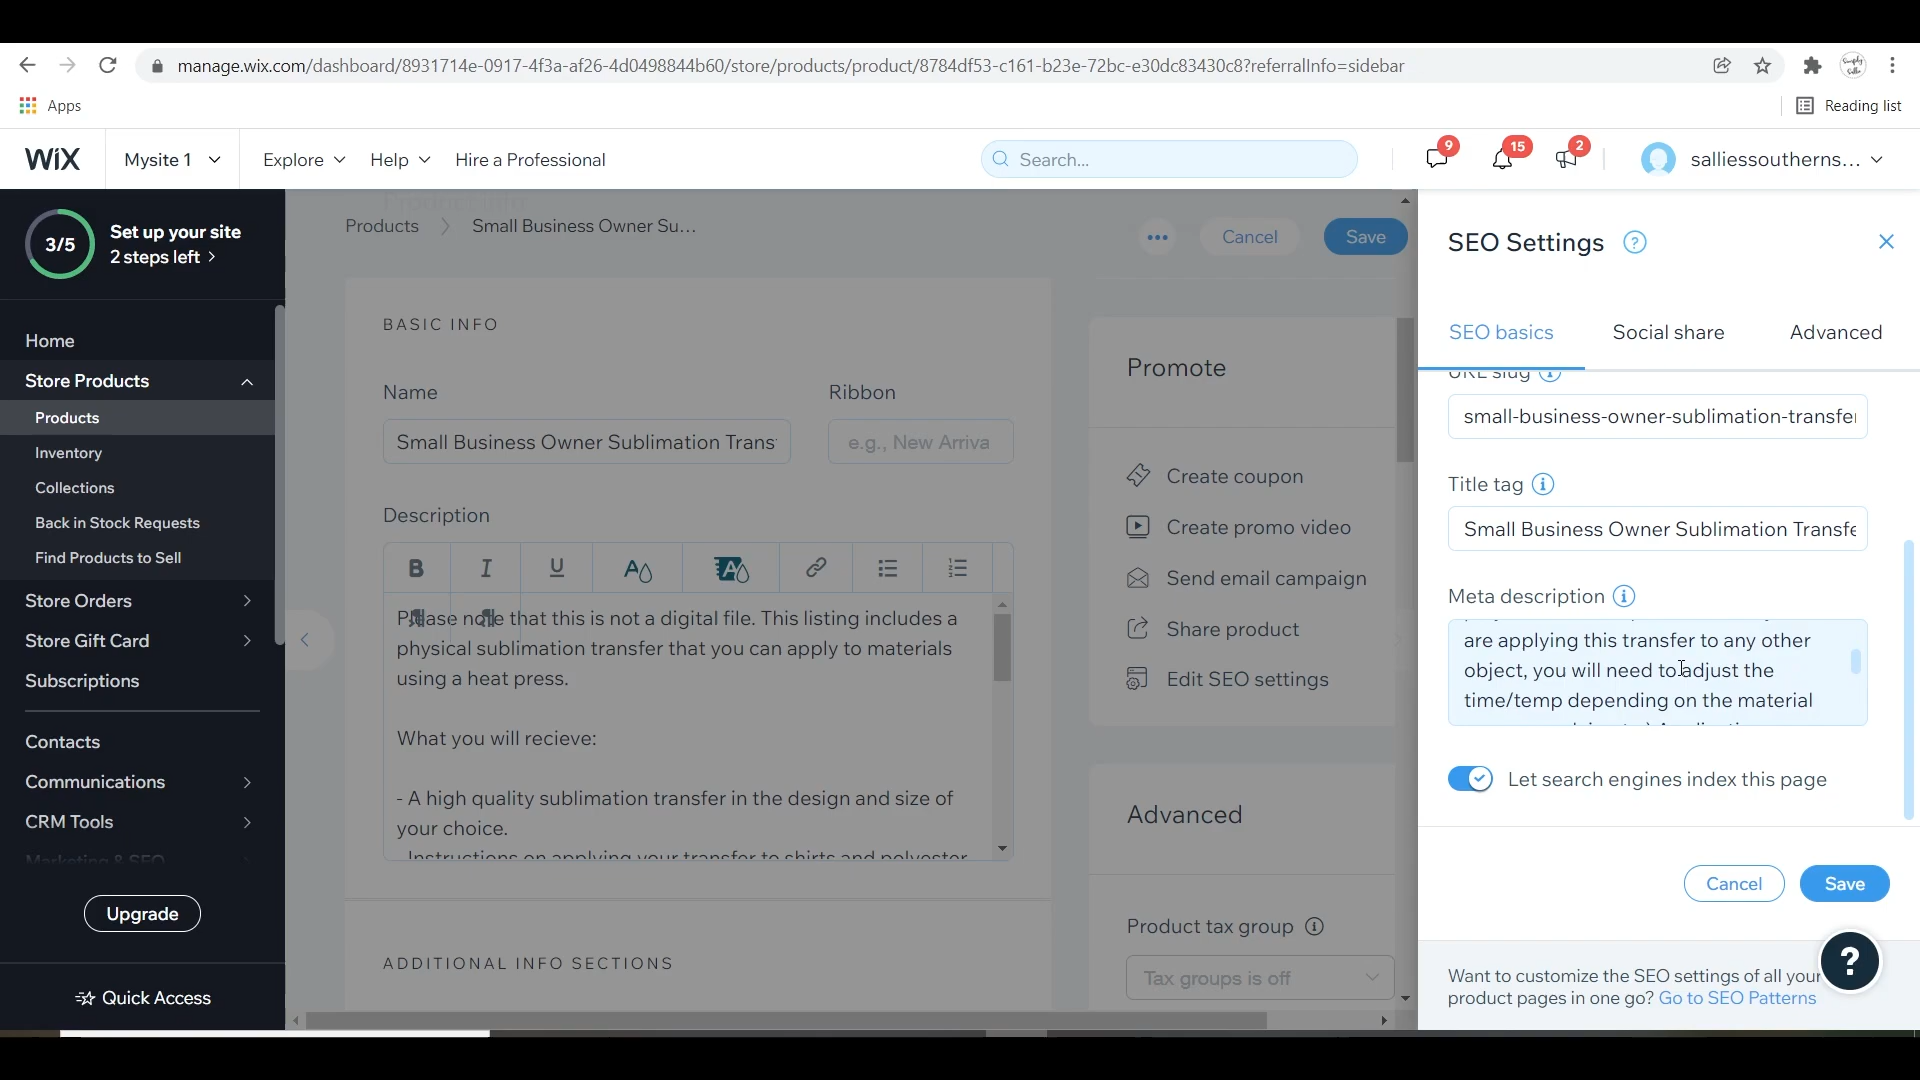 manage.wix.com/dashboard/8931714e-0917-4f3a-af26-4d0498844b60/store/products/product/8784df53-c161-b23e-72bc-e30dc83430c8?referralInfo=sidebar
Apps
Reading list
WIX
Mysite 1
Explore
Help
Hire a Professional
Search...
9
15
2
salliessoutherns...
3/5
Set up your site
2 steps left >
Home
Store Products
Products
Inventory
Collections
Back in Stock Requests
Find Products to Sell
Store Orders
Store Gift Card
Subscriptions
Contacts
Communications
CRM Tools
Marketing & SEO
Upgrade
Quick Access
Products
Small Business Owner Su...
Cancel
Save
BASIC INFO
Name
Ribbon
Small Business Owner Sublimation Trans
e.g., New Arriva
Description
B
I
U
Please note that this is not a digital file. This listing includes a
physical sublimation transfer that you can apply to materials
using a heat press.
What you will recieve:
- A high quality sublimation transfer in the design and size of
your choice.
- Instructions on applying your transfer to shirts and polyester
ADDITIONAL INFO SECTIONS
Promote
Create coupon
Create promo video
Send email campaign
Share product
Edit SEO settings
Advanced
Product tax group
Tax groups is off
SEO Settings
SEO basics
Social share
Advanced
URL slug
small-business-owner-sublimation-transfer
Title tag
Small Business Owner Sublimation Transfe
Meta description
are applying this transfer to any other
object, you will need to adjust the
time/temp depending on the material
Let search engines index this page
Cancel
Save
Want to customize the SEO settings of all your
product pages in one go? Go to SEO Patterns
?